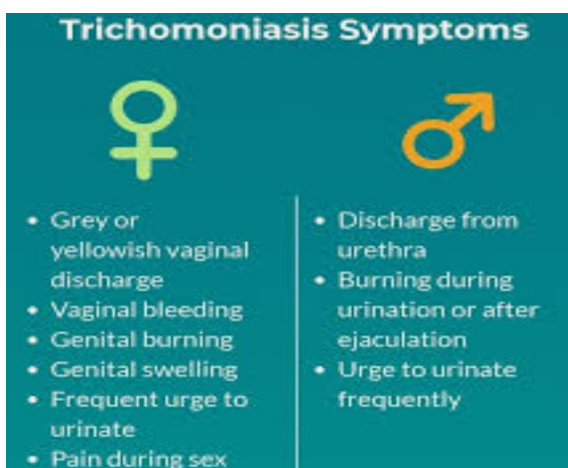 Trichomoniasis Symptoms
• Grey or
yellowish vaginal
discharge
• Vaginal bleeding
• Genital burning
• Genital swelling
• Frequent urge to
urinate
• Pain during sex
• Discharge from
urethra
• Burning during
urination or after
ejaculation
• Urge to urinate
frequently